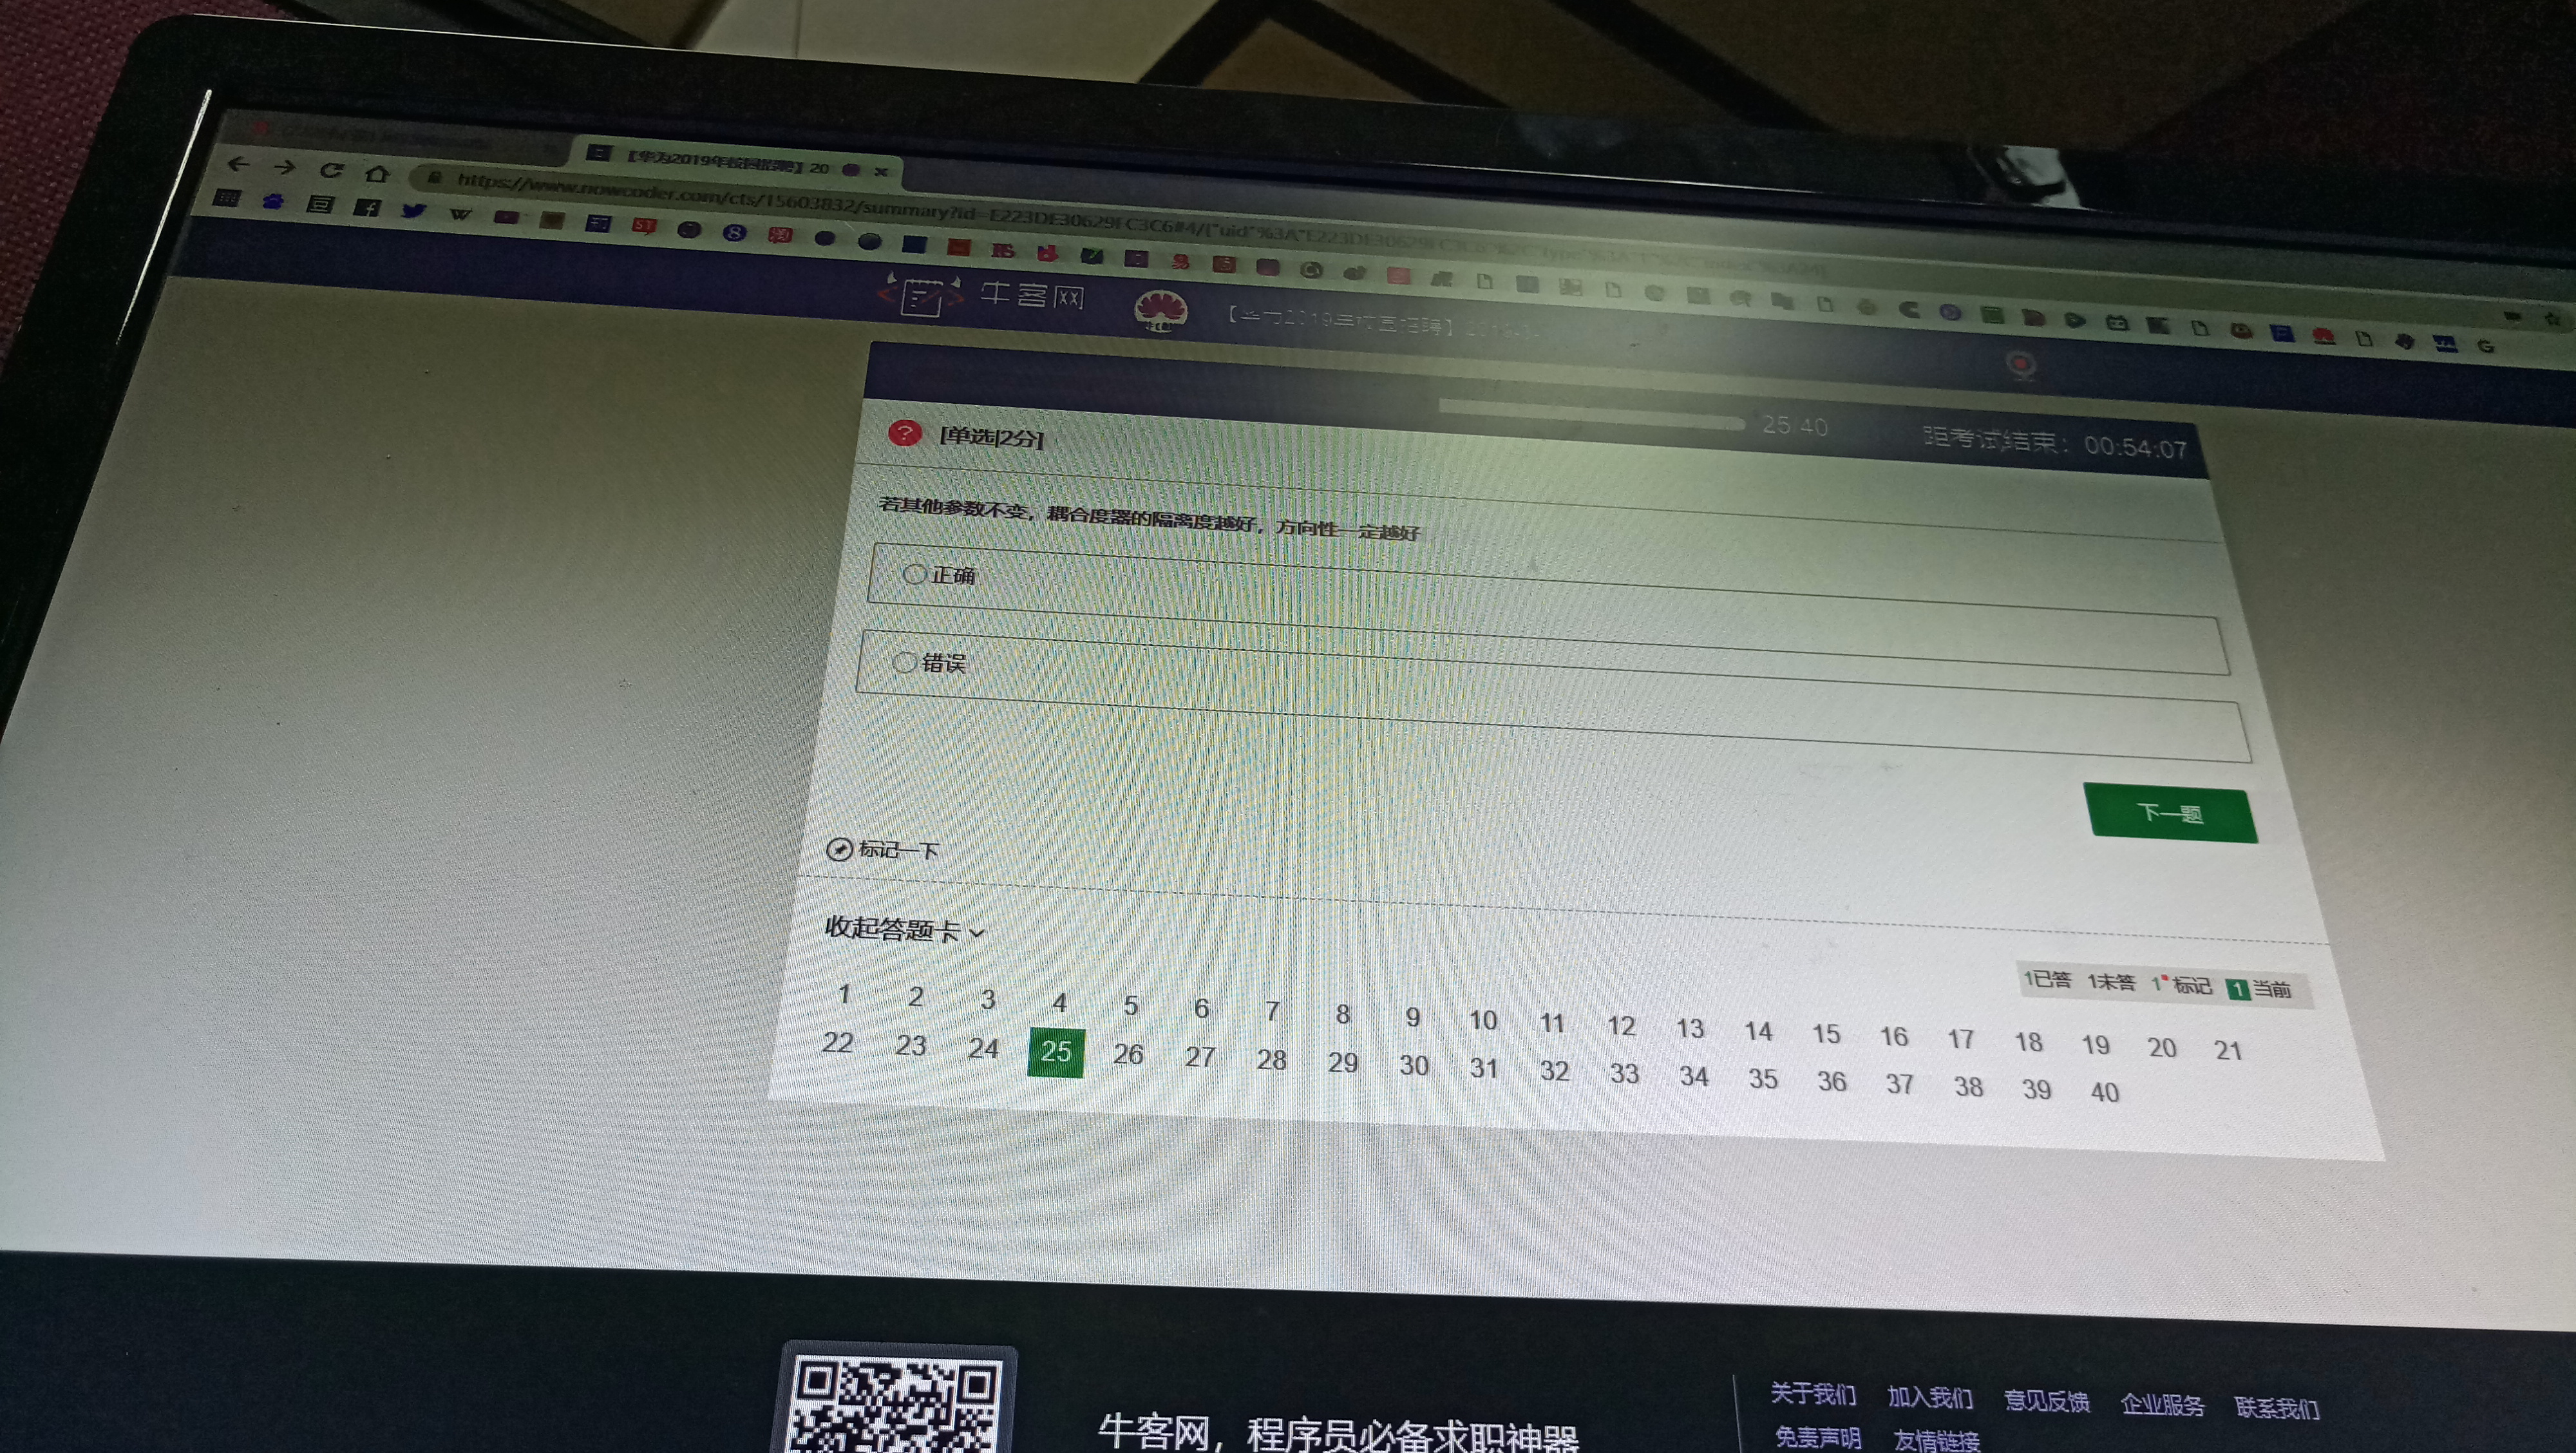 【华为2019年校园招聘】20
https://www.nowcoder.com/cts/15603832/summary?id=E223DE30629FC3C6#4/{"uid"%3A"E223DE30629FC3C6
牛客网
【华为2019年校园招聘】
25/40
距考试结束：00:54:07
[单选|2分]
若其他参数不变，耦合度器的隔离度越好，方向性一定越好
正确
错误
下一题
标记一下
收起答题卡
1已答 1未答 1标记 1当前
1 2 3 4 5 6 7 8 9 10 11 12 13 14 15 16 17 18 19 20 21
22 23 24 25 26 27 28 29 30 31 32 33 34 35 36 37 38 39 40
牛客网，程序员必备求职神器
关于我们 加入我们 意见反馈 企业服务 联系我们
免责声明 友情链接